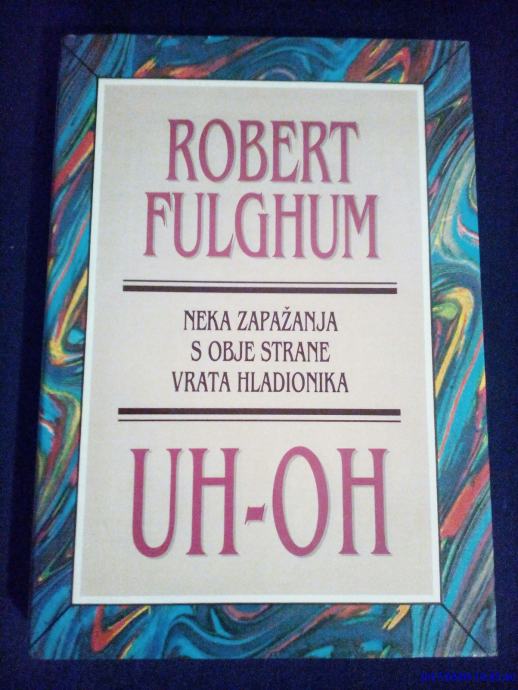 ROBERT
FULGHUM
NEKA ZAPAŽANJA
S OBJE STRANE
VRATA HLADIONIKA
UH-OH